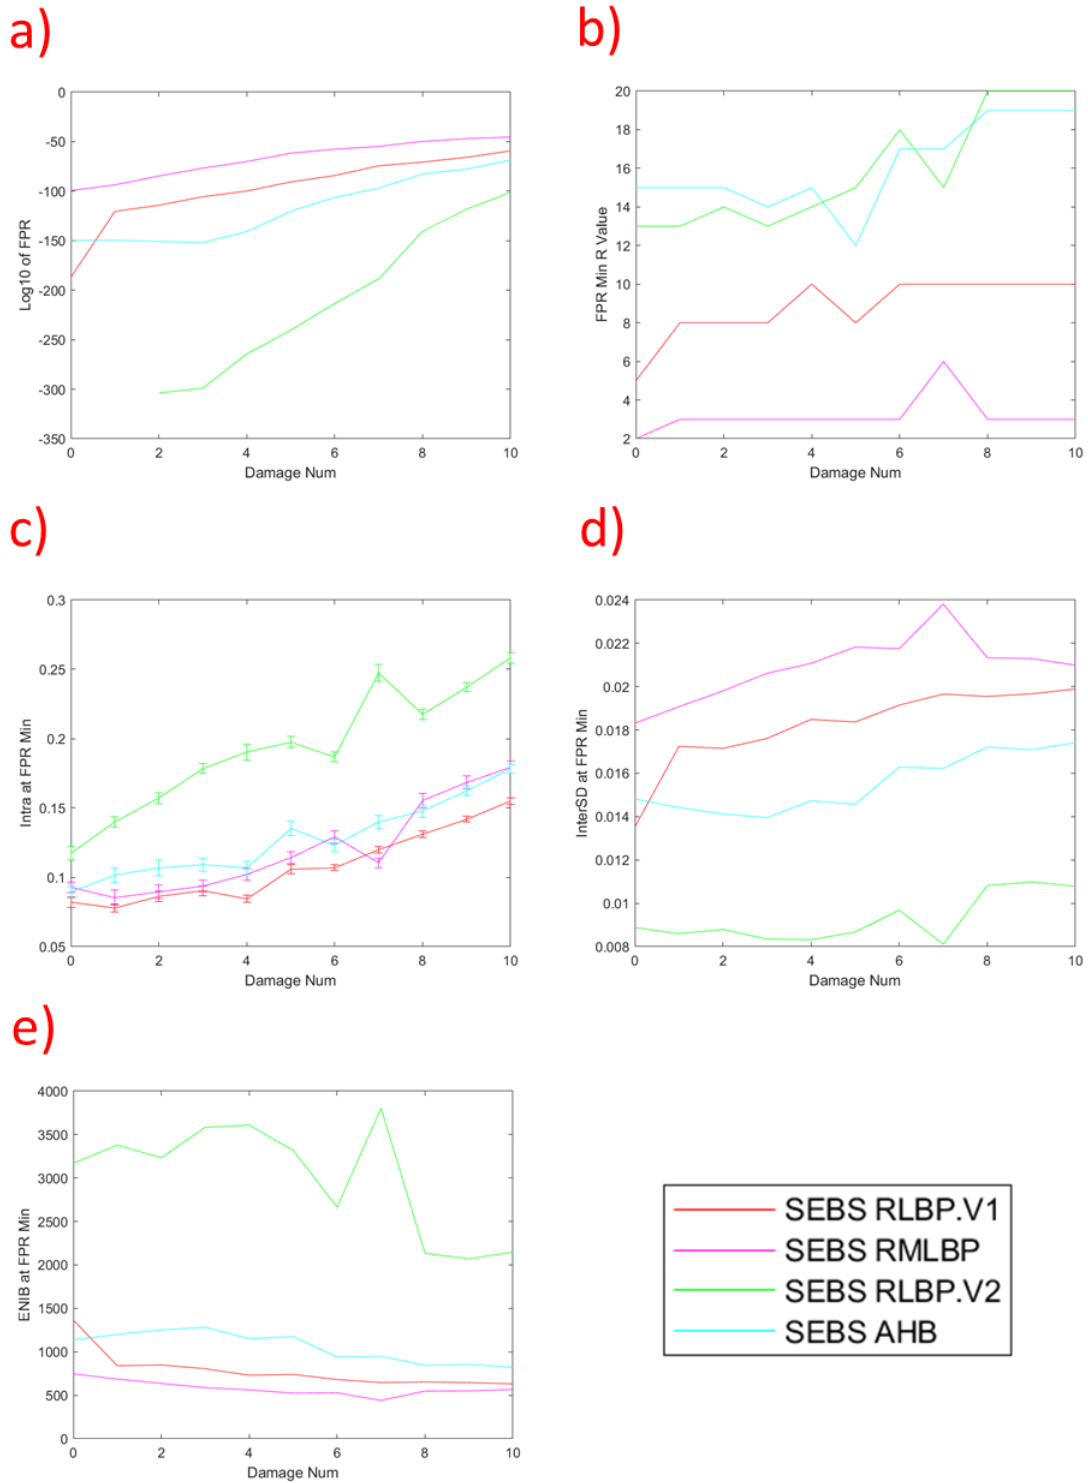 a)
0
-50
-100
-150
-200
-250
-300
-350
Log10 of FPR
0 2 4 6 8 10
Damage Num
b)
20
18
16
14
12
10
8
6
4
2
FPR Min R Value
0 2 4 6 8 10
Damage Num
c)
0.3
0.25
0.2
0.15
0.1
0.05
Intra at FPR Min
0 2 4 6 8 10
Damage Num
d)
0.024
0.022
0.02
0.018
0.016
0.014
0.012
0.01
0.008
InterSD at FPR Min
0 2 4 6 8 10
Damage Num
e)
4000
3500
3000
2500
2000
1500
1000
500
0
ENIB at FPR Min
0 2 4 6 8 10
Damage Num
SEBS RLBP.V1
SEBS RMLBP
SEBS RLBP.V2
SEBS AHB